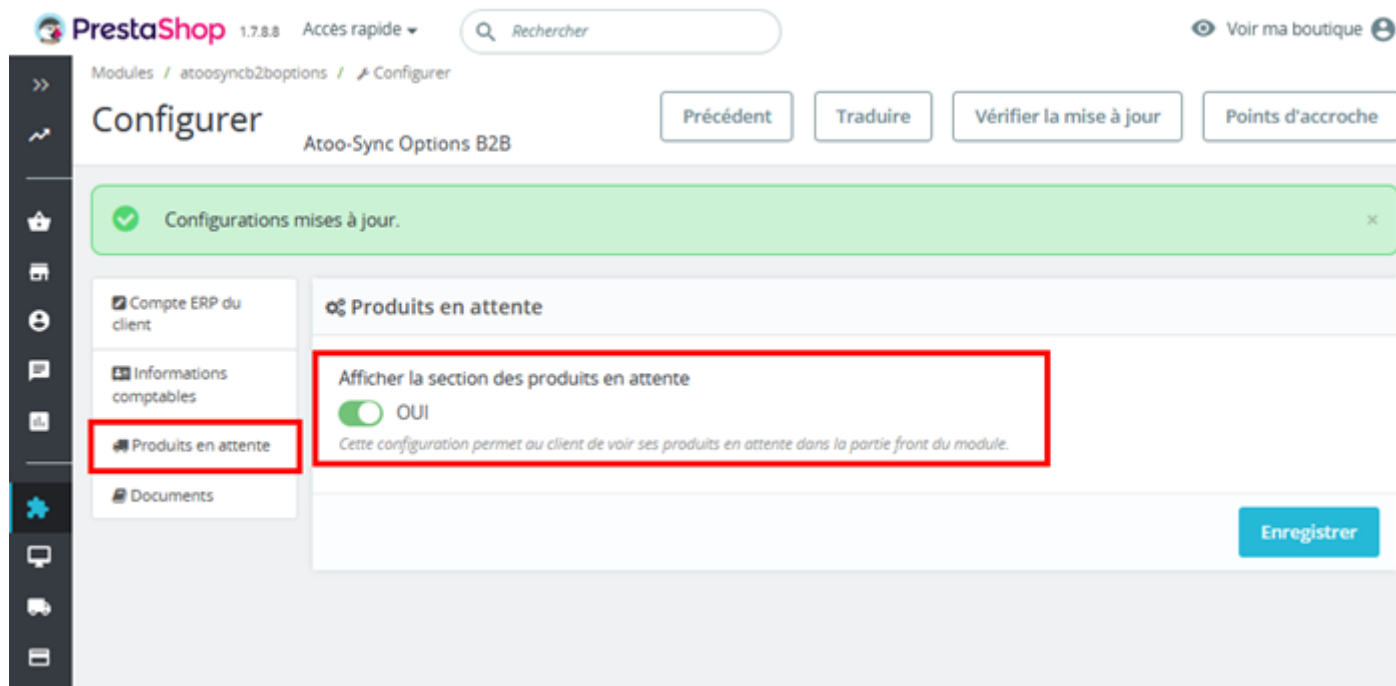 PrestaShop 1.7.8.8 Accès rapide Rechercher Voir ma boutique
Modules / atoosyncb2boptions / Configurer
Configurer
Atoo-Sync Options B2B
Précédent Traduire Vérifier la mise à jour Points d'accroche
Configurations mises à jour. ×
Compte ERP du
client
Informations
comptables
Produits en attente
Documents
Produits en attente
Afficher la section des produits en attente
OUI
Cette configuration permet au client de voir ses produits en attente dans la partie front du module.
Enregistrer